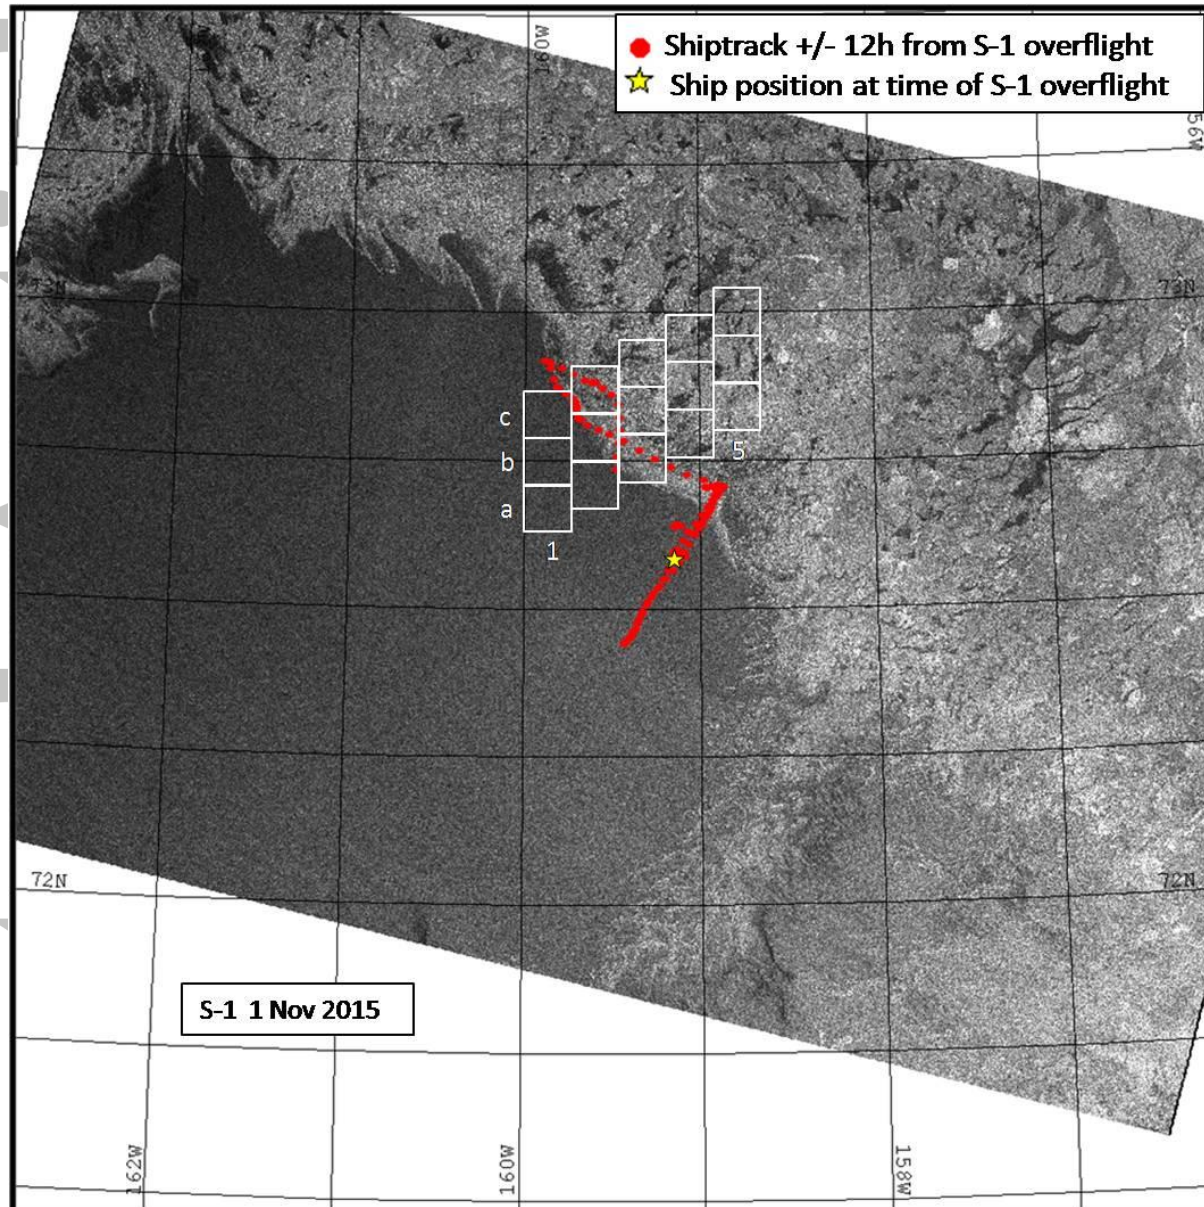 160W
Shiptrack +/- 12h from S-1 overflight
Ship position at time of S-1 overflight
56W
73N
73N
c
b
5
a
1
72N
72N
S-1 1 Nov 2015
162W
160W
158W